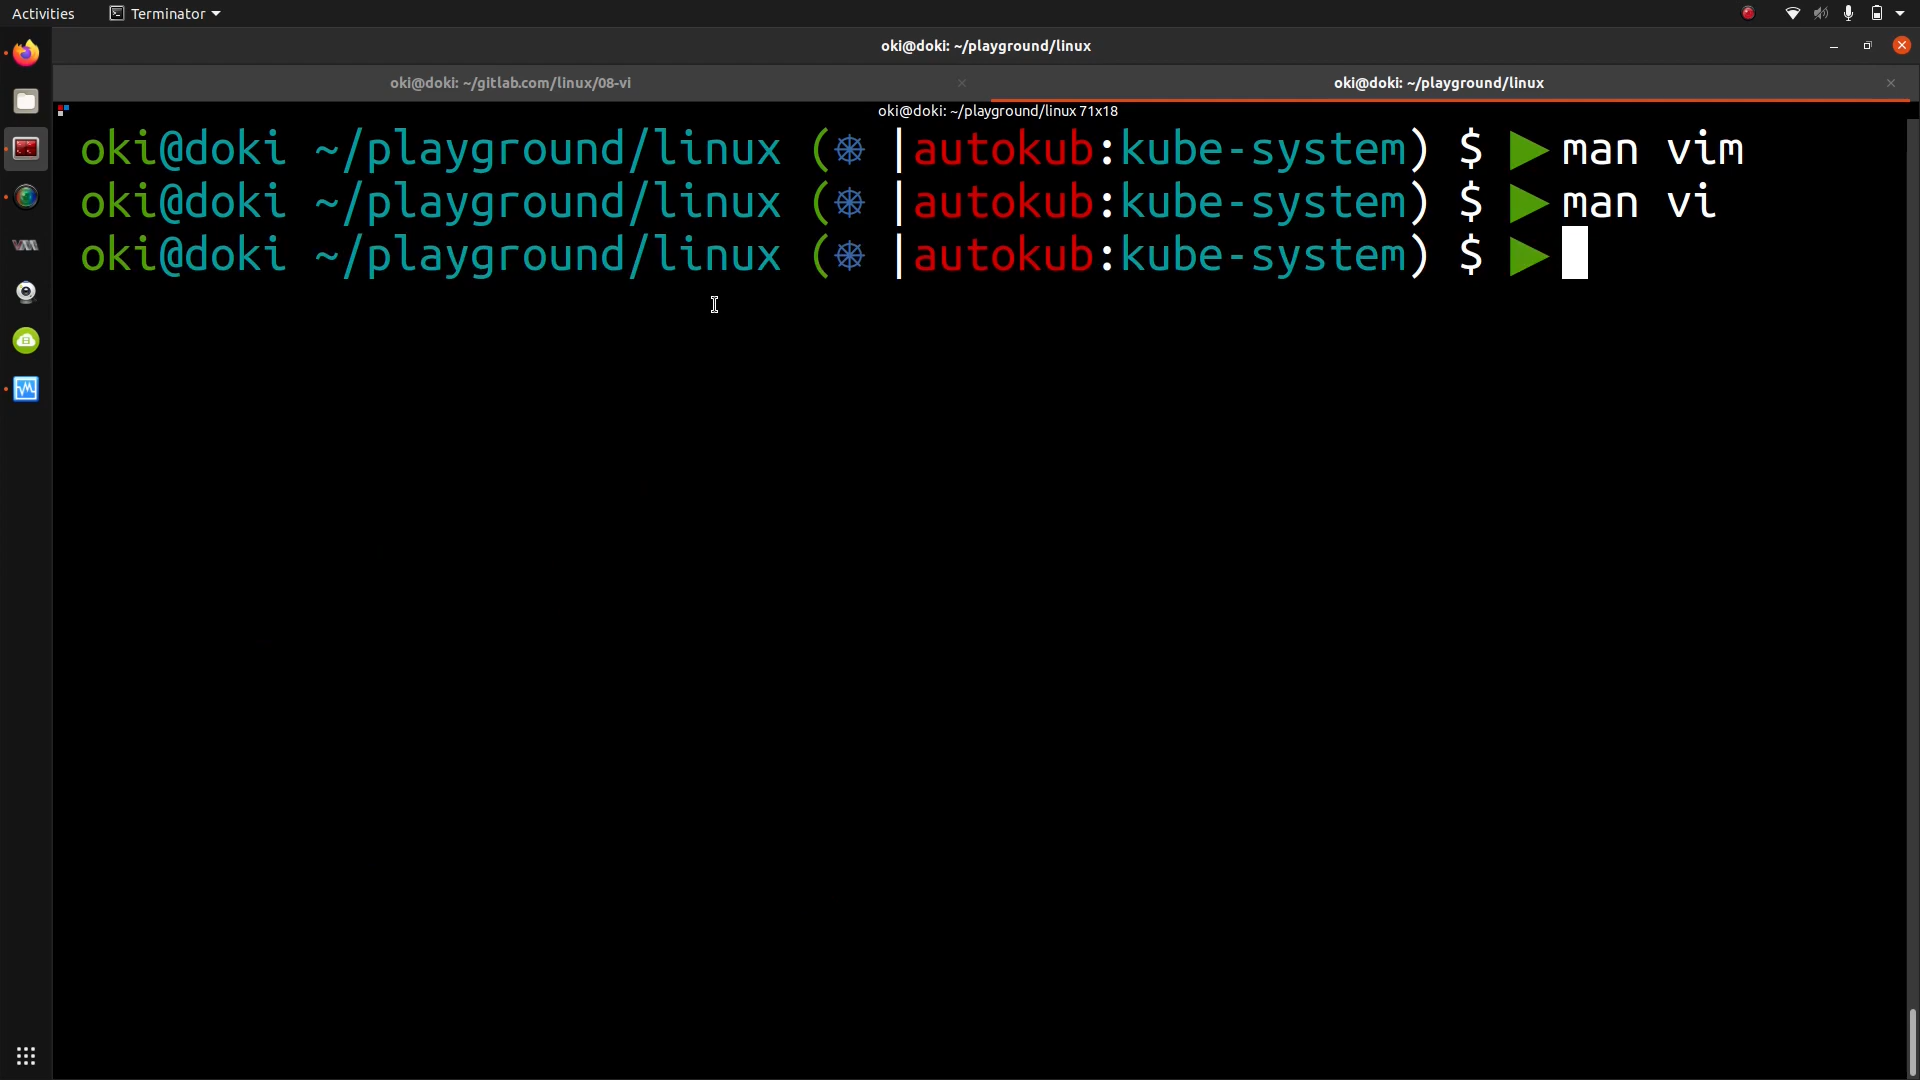 Activities Terminator
oki@doki: ~/playground/linux
oki@doki: ~/gitlab.com/linux/08-vi × oki@doki: ~/playground/linux ×
oki@doki: ~/playground/linux 71x18
oki@doki ~/playground/linux (⎈ |autokub:kube-system) $ ▶ man vim
oki@doki ~/playground/linux (⎈ |autokub:kube-system) $ ▶ man vi
oki@doki ~/playground/linux (⎈ |autokub:kube-system) $ ▶